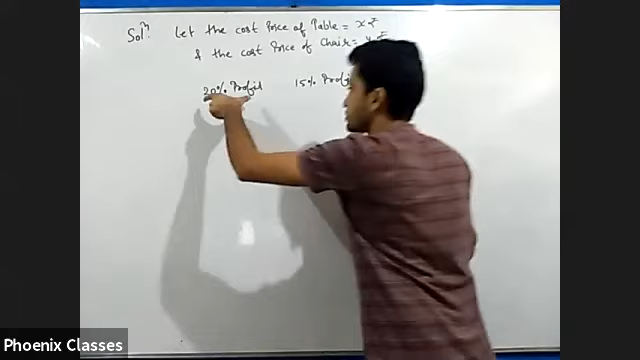 Solⁿ: Let the cost Price of Table = x ₹
& the cost Price of Chair = y ₹
20% Profit 15% Profit
Phoenix Classes